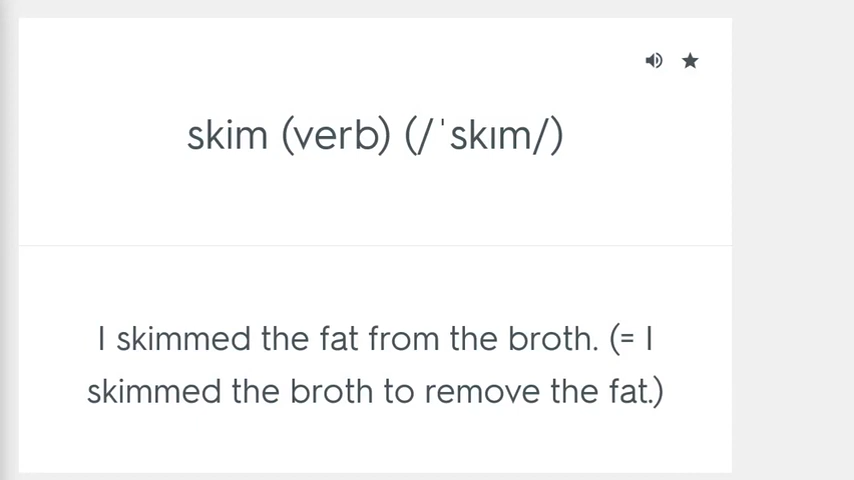 skim (verb) (/ˈskɪm/)
I skimmed the fat from the broth. (= I
skimmed the broth to remove the fat.)